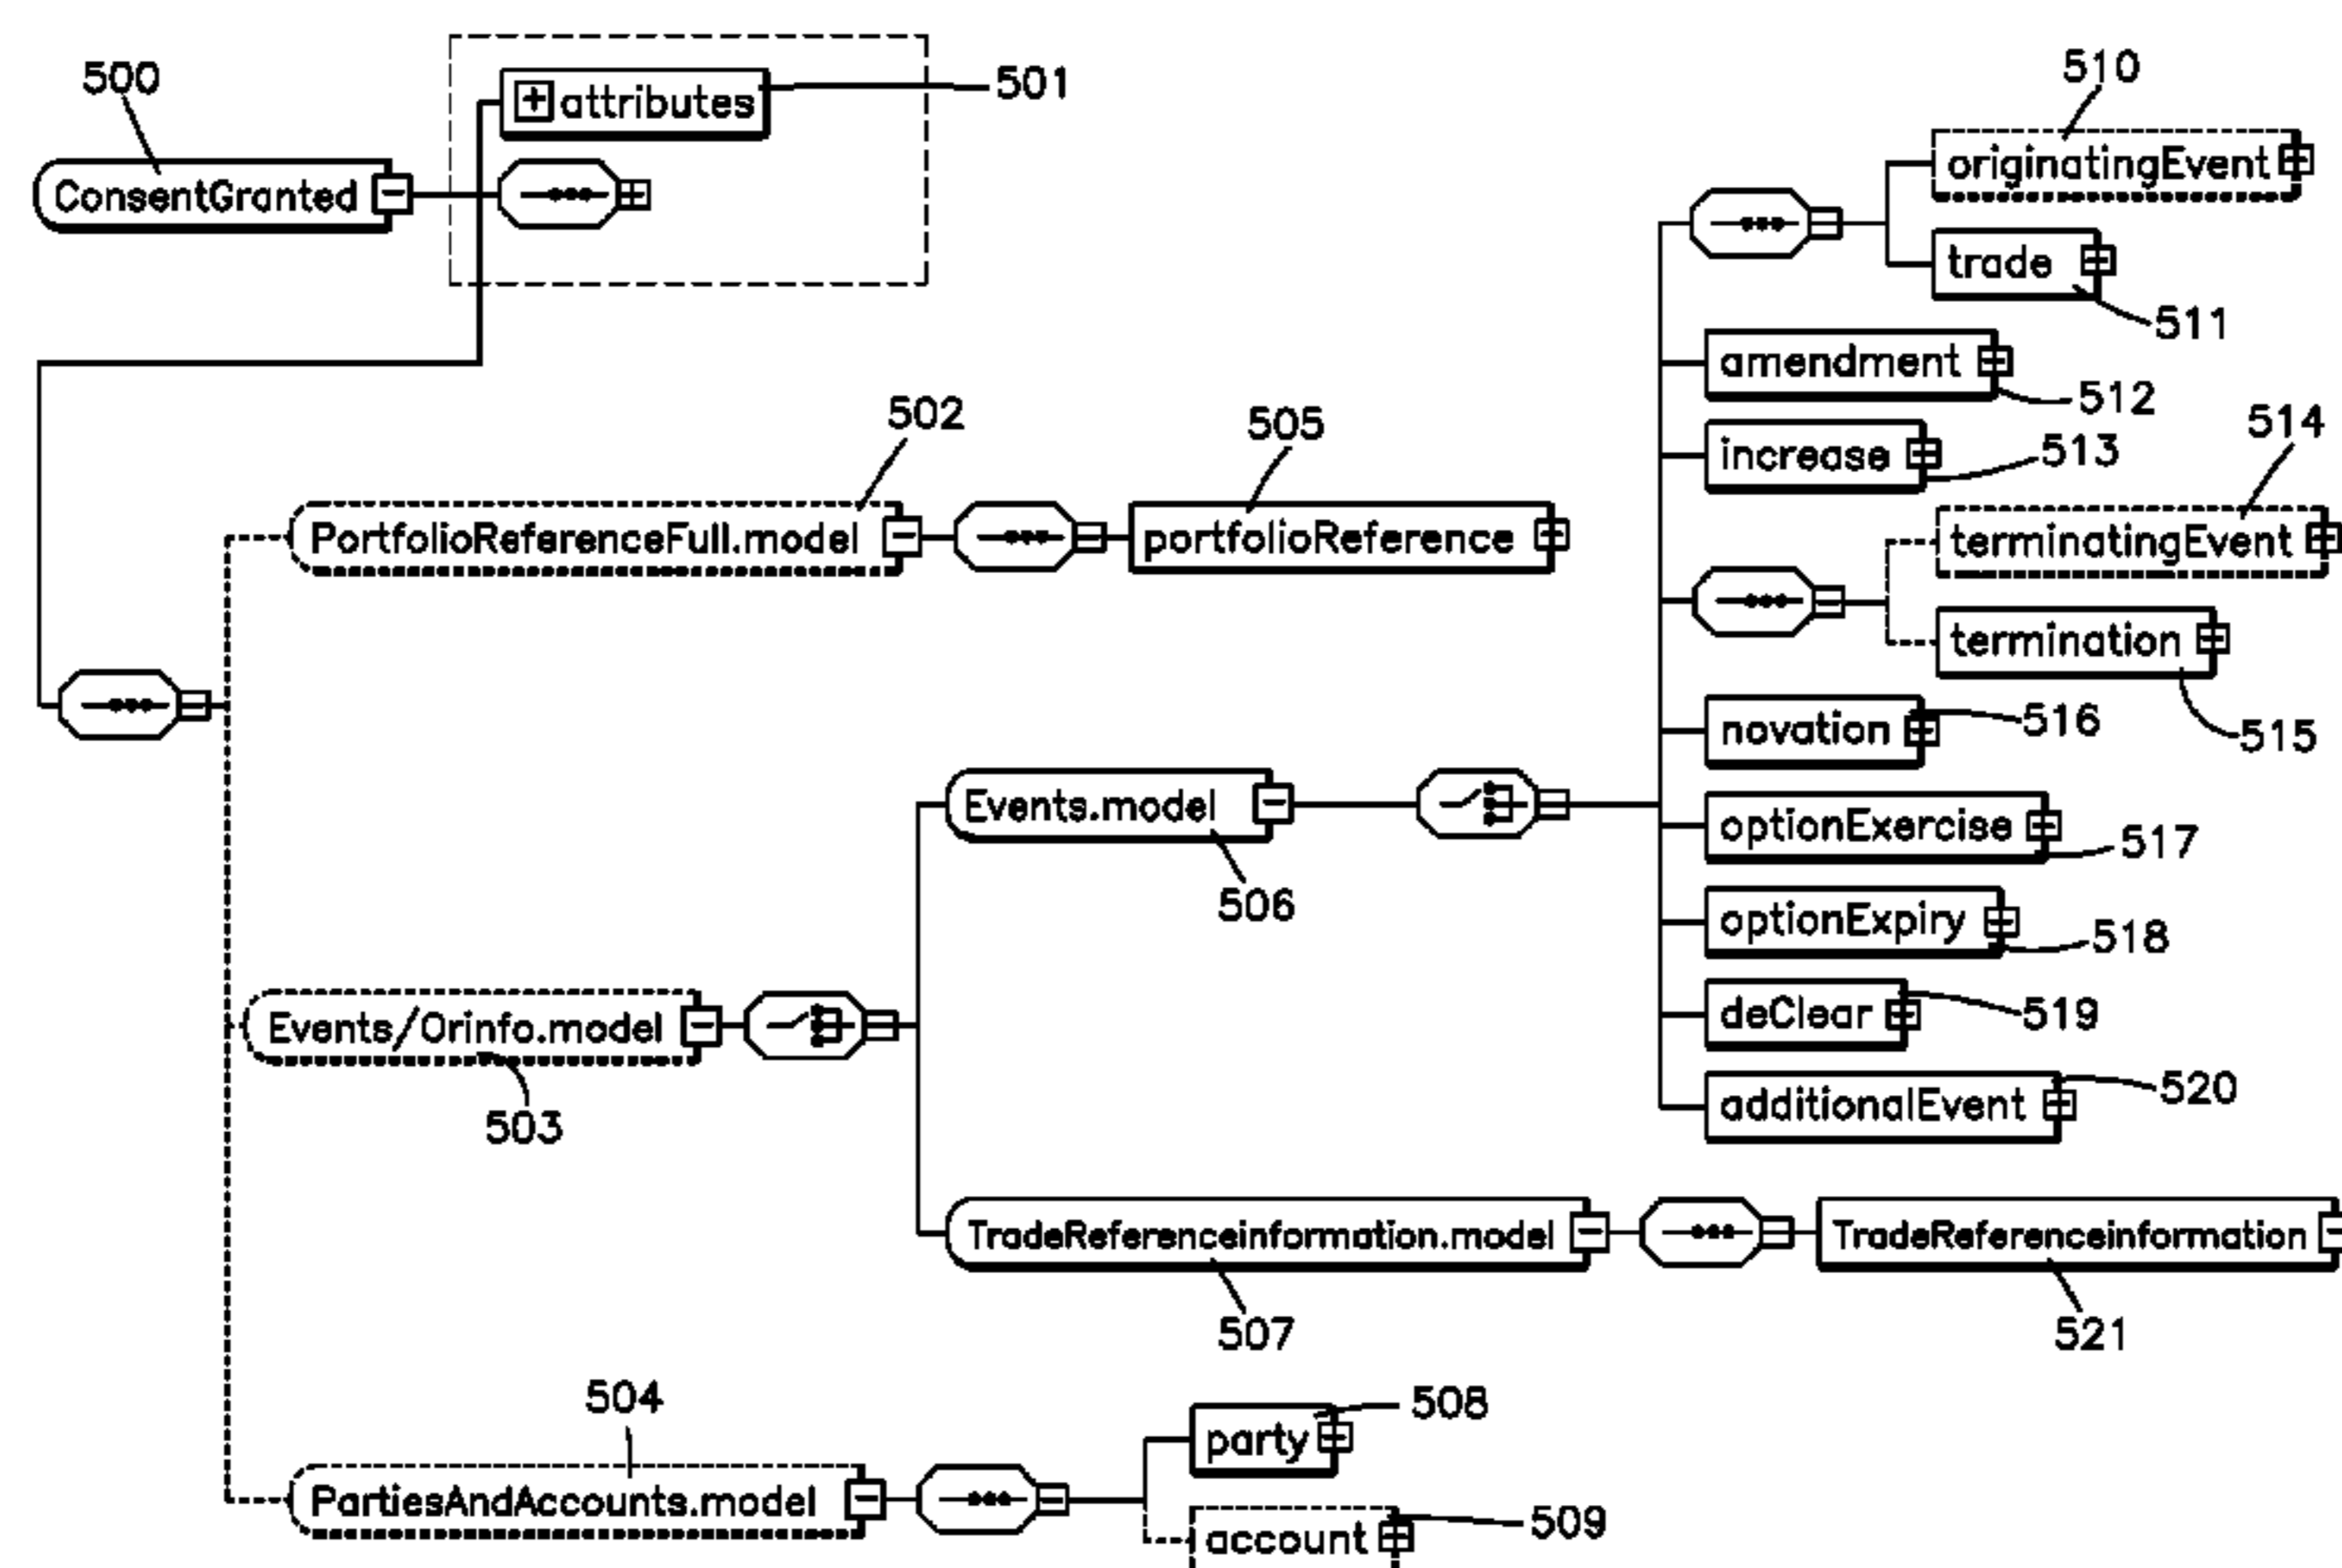 500
501
attributes
ConsentGranted
510
originatingEvent
trade
511
amendment
512
increase
513
514
terminatingEvent
termination
515
502
505
PortfolioReferenceFull.model
portfolioReference
novation
516
Events.model
506
optionExercise
517
optionExpiry
518
Events/Orinfo.model
503
deClear
519
additionalEvent
520
TradeReferenceinformation.model
507
TradeReferenceinformation
521
504
PartiesAndAccounts.model
508
party
account
509